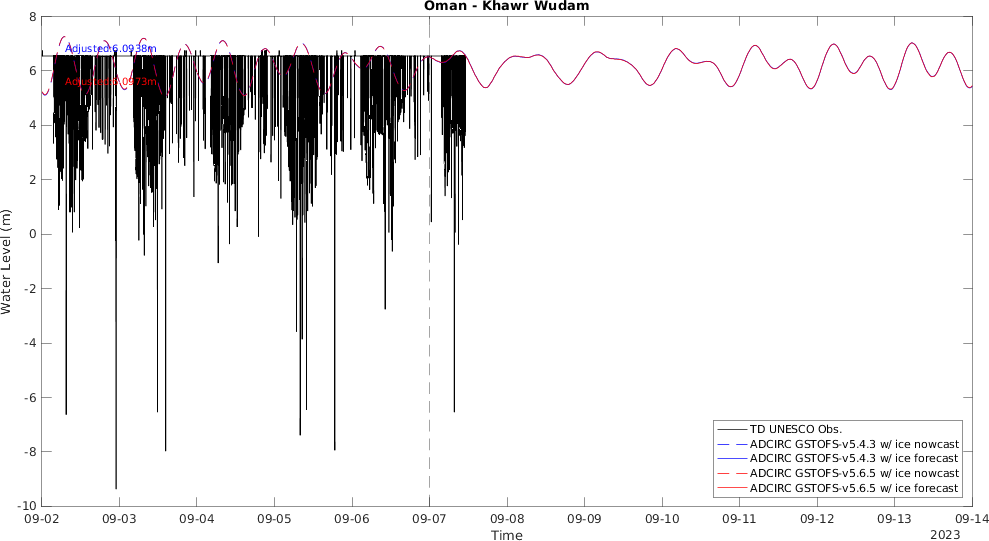 Oman - Khawr Wudam
8
6
4
2
0
-2
-4
-6
-8
-10
Water Level (m)
Adjusted:6.0938m
09-02 09-03 09-04 09-05 09-06 09-07 09-08 09-09 09-10 09-11 09-12 09-13 09-14
Time
2023
TD UNESCO Obs.
ADCIRC GSTOFS-v5.4.3 w/ ice nowcast
ADCIRC GSTOFS-v5.4.3 w/ ice forecast
ADCIRC GSTOFS-v5.6.5 w/ ice nowcast
ADCIRC GSTOFS-v5.6.5 w/ ice forecast